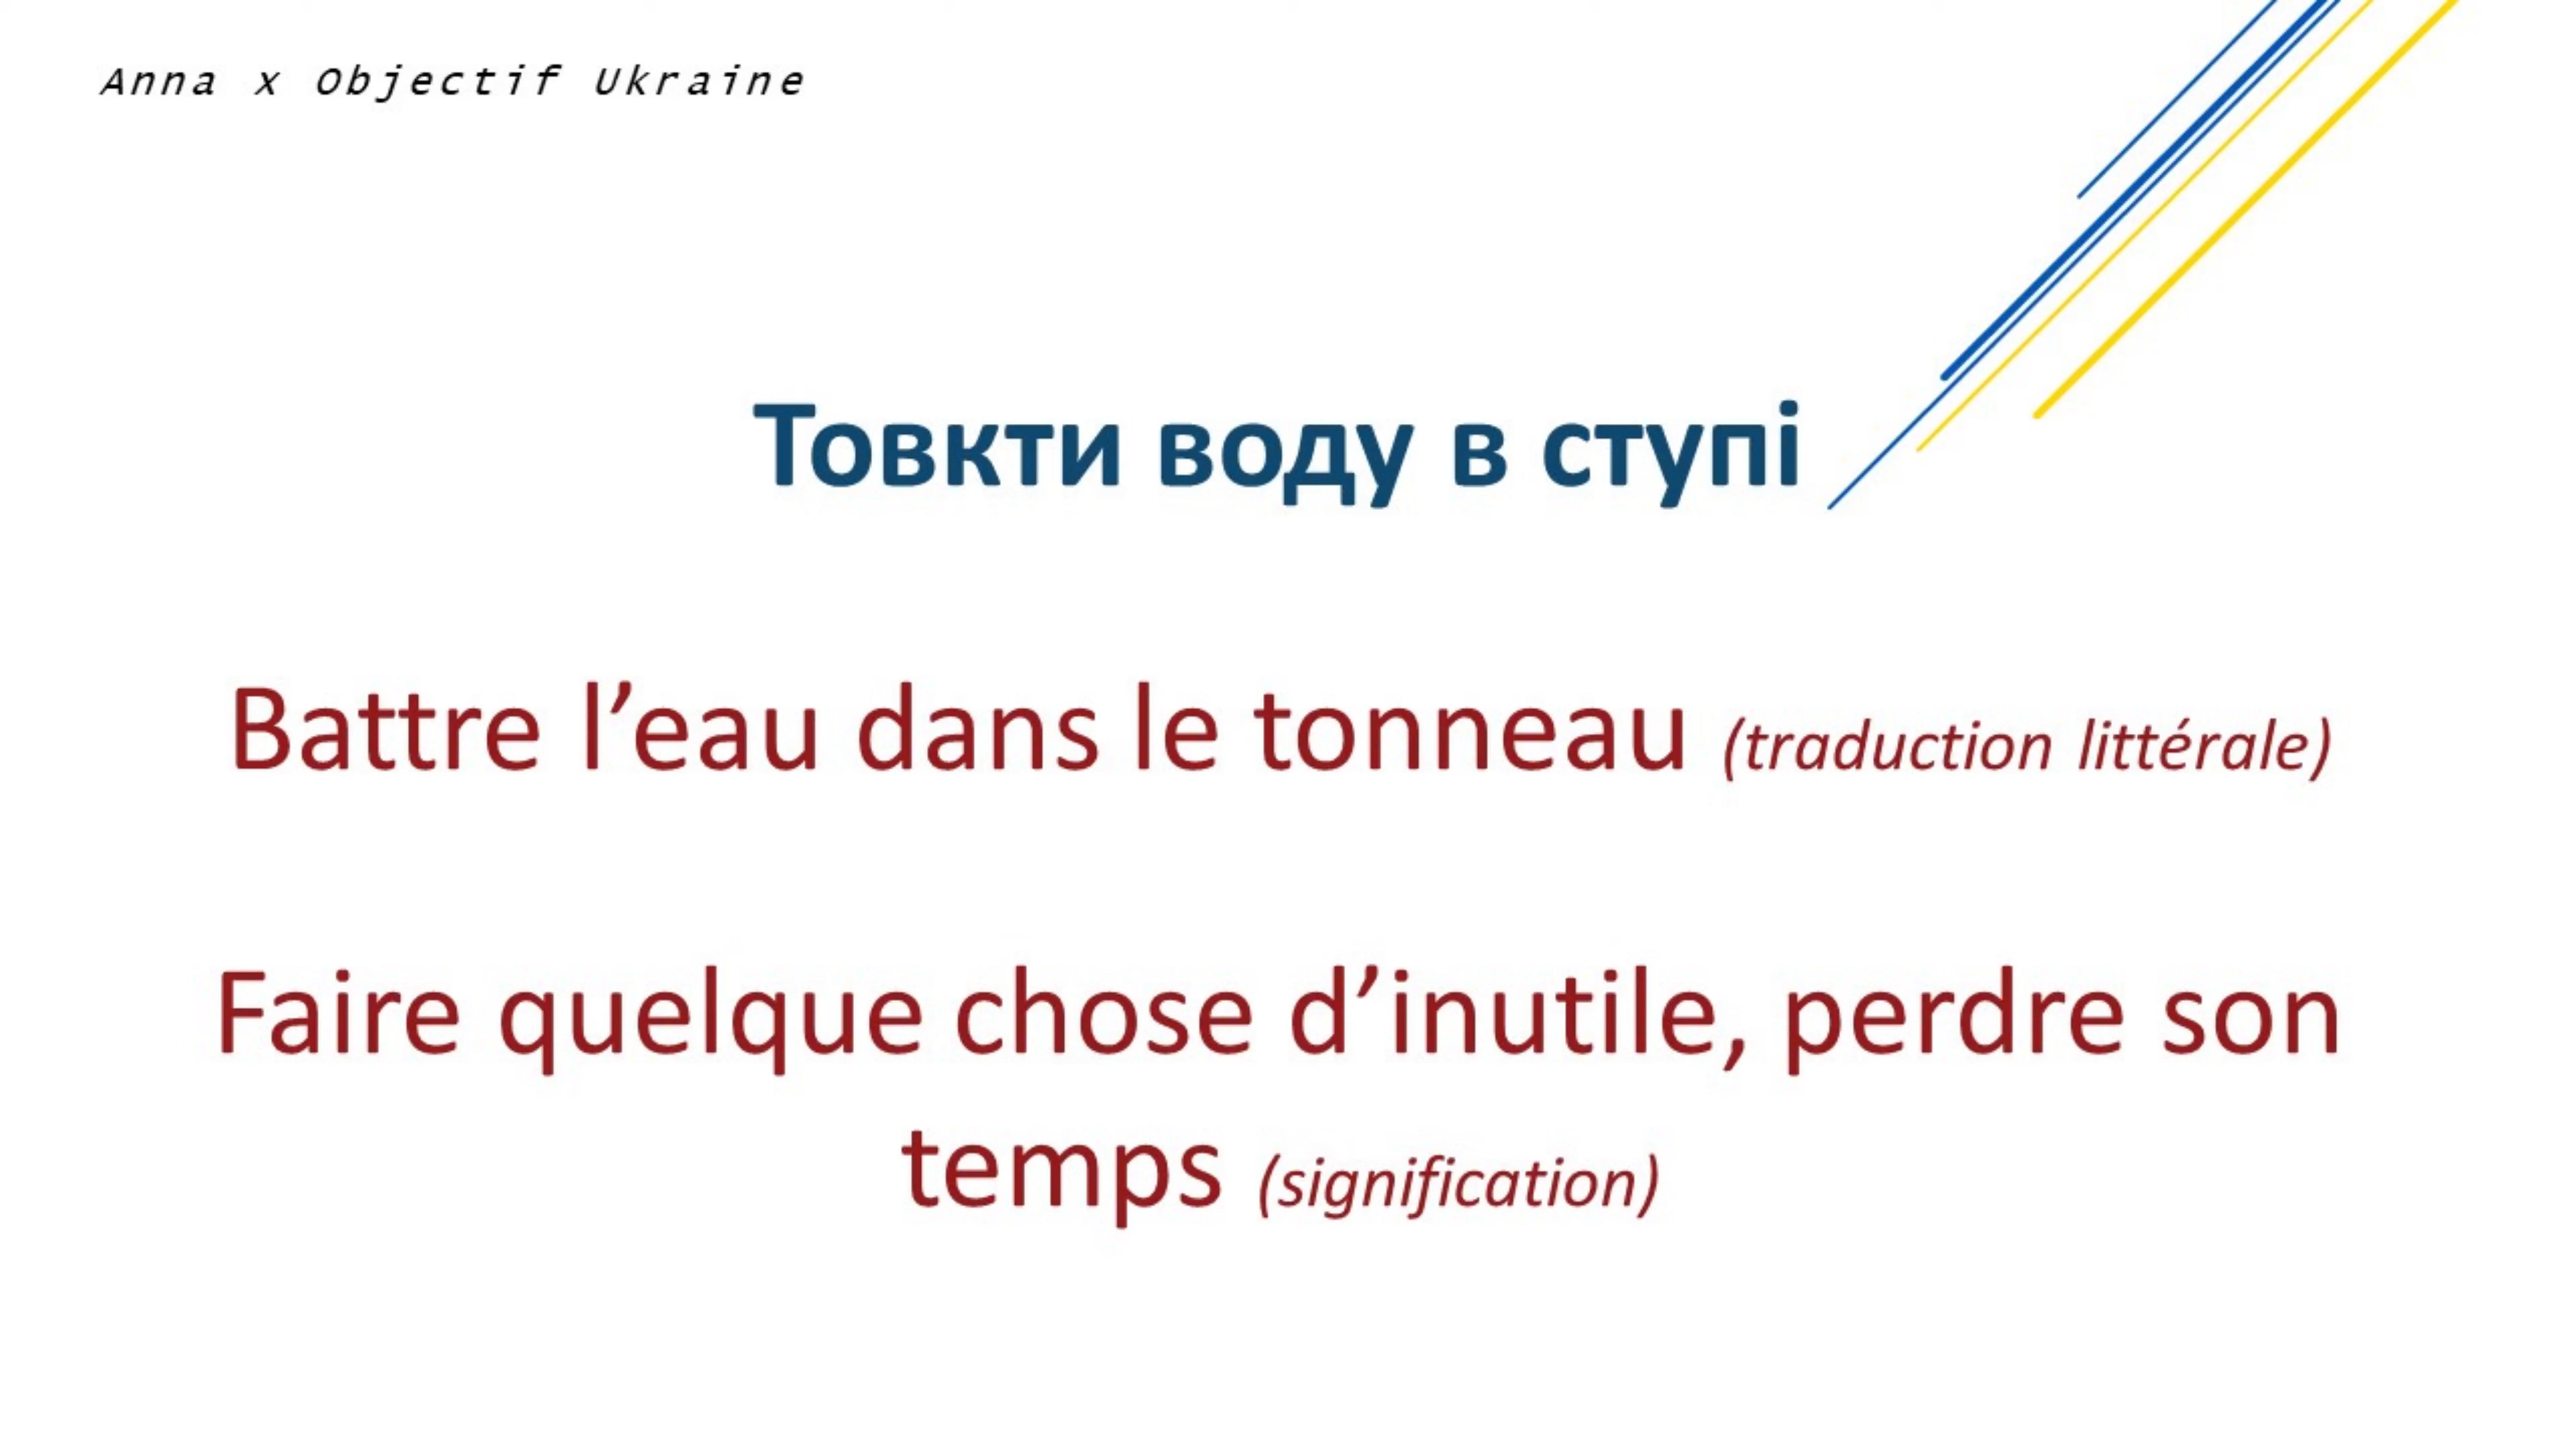 Anna x Objectif Ukraine
Товкти воду в ступі
Battre l’eau dans le tonneau (traduction littérale)
Faire quelque chose d’inutile, perdre son
temps (signification)